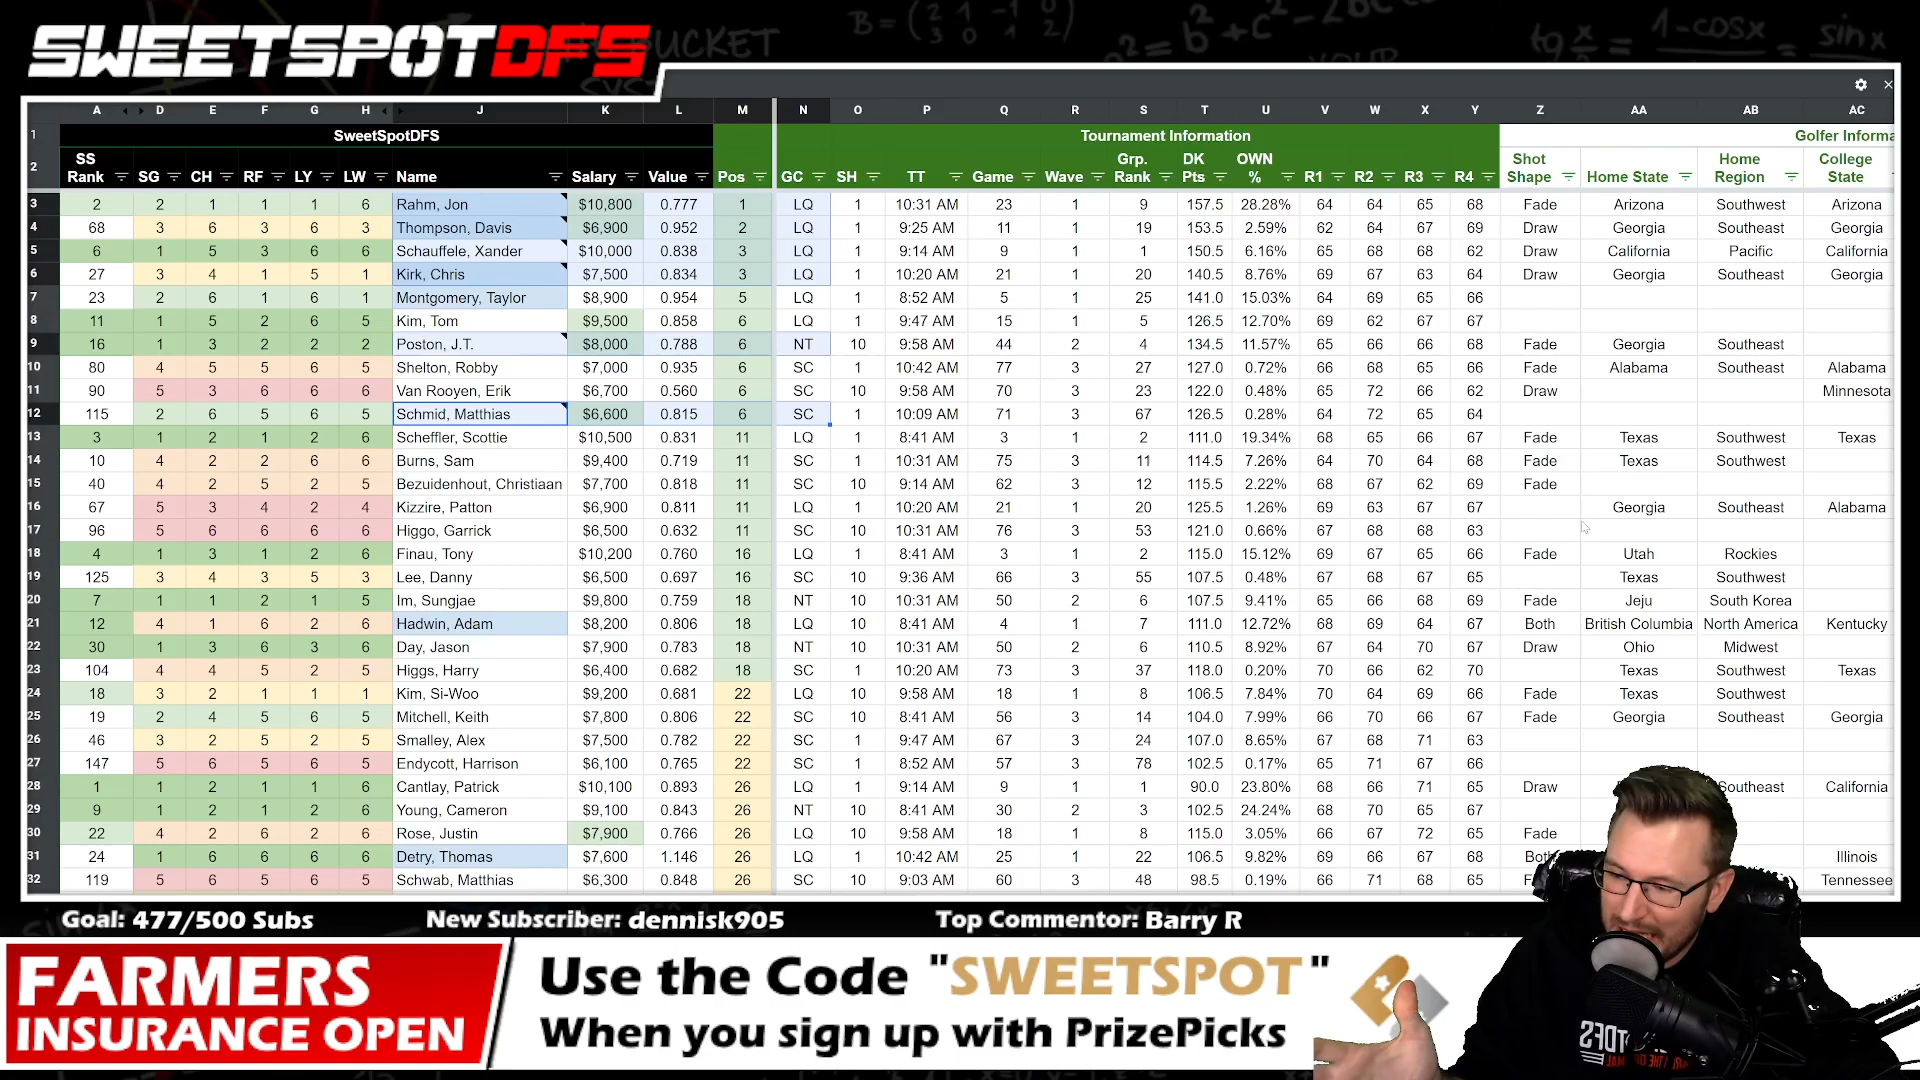 SWEETSPOTDFS
A D E F G H J K L M N O P Q R S T U V W X Y Z AA AB AC
1 SweetSpotDFS Tournament Information Golfer Informa
2 SS Rank SG CH RF LY LW Name Salary Value Pos GC SH TT Game Wave Grp. Rank DK Pts OWN % R1 R2 R3 R4 Shot Shape Home State Home Region College State
3 2 2 1 1 1 6 Rahm, Jon $10,800 0.777 1 LQ 1 10:31 AM 23 1 9 157.5 28.28% 64 64 65 68 Fade Arizona Southwest Arizona
4 68 3 6 3 6 3 Thompson, Davis $6,900 0.952 2 LQ 1 9:25 AM 11 1 19 153.5 2.59% 62 64 67 69 Draw Georgia Southeast Georgia
5 6 1 5 3 6 6 Schauffele, Xander $10,000 0.838 3 LQ 1 9:14 AM 9 1 1 150.5 6.16% 65 68 68 62 Draw California Pacific California
6 27 3 4 1 5 1 Kirk, Chris $7,500 0.834 3 LQ 1 10:20 AM 21 1 20 140.5 8.76% 69 67 63 64 Draw Georgia Southeast Georgia
7 23 2 6 1 6 1 Montgomery, Taylor $8,900 0.954 5 LQ 1 8:52 AM 5 1 25 141.0 15.03% 64 69 65 66
8 11 1 5 2 6 5 Kim, Tom $9,500 0.858 6 LQ 1 9:47 AM 15 1 5 126.5 12.70% 69 62 67 67
9 16 1 3 2 2 2 Poston, J.T. $8,000 0.788 6 NT 10 9:58 AM 44 2 4 134.5 11.57% 65 66 66 68 Fade Georgia Southeast
10 80 4 5 5 6 5 Shelton, Robby $7,000 0.935 6 SC 1 10:42 AM 77 3 27 127.0 0.72% 66 68 65 66 Fade Alabama Southeast Alabama
11 90 5 3 6 6 6 Van Rooyen, Erik $6,700 0.560 6 SC 10 9:58 AM 70 3 23 122.0 0.48% 65 72 66 62 Draw Minnesota
12 115 2 6 5 6 5 Schmid, Matthias $6,600 0.815 6 SC 1 10:09 AM 71 3 67 126.5 0.28% 64 72 65 64
13 3 1 2 1 2 6 Scheffler, Scottie $10,500 0.831 11 LQ 1 8:41 AM 3 1 2 111.0 19.34% 68 65 66 67 Fade Texas Southwest Texas
14 10 4 2 2 6 6 Burns, Sam $9,400 0.719 11 SC 1 10:31 AM 75 3 11 114.5 7.26% 64 70 64 68 Fade Texas Southwest
15 40 4 2 5 2 5 Bezuidenhout, Christiaan $7,700 0.818 11 SC 10 9:14 AM 62 3 12 115.5 2.22% 68 67 62 69 Fade
16 67 5 3 4 2 4 Kizzire, Patton $6,900 0.811 11 LQ 1 10:20 AM 21 1 20 125.5 1.26% 69 63 67 67 Georgia Southeast Alabama
17 96 5 6 6 6 6 Higgo, Garrick $6,500 0.632 11 SC 10 10:31 AM 76 3 53 121.0 0.66% 67 68 68 63
18 4 1 3 1 2 6 Finau, Tony $10,200 0.760 16 LQ 1 8:41 AM 3 1 2 115.0 15.12% 69 67 65 66 Fade Utah Rockies
19 125 3 4 3 5 3 Lee, Danny $6,500 0.697 16 SC 10 9:36 AM 66 3 55 107.5 0.48% 67 68 67 65 Texas Southwest
20 7 1 1 2 1 5 Im, Sungjae $9,800 0.759 18 NT 10 10:31 AM 50 2 6 107.5 9.41% 65 66 68 69 Fade Jeju South Korea
21 12 4 1 6 2 6 Hadwin, Adam $8,200 0.806 18 LQ 10 8:41 AM 4 1 7 111.0 12.72% 68 69 64 67 Both British Columbia North America Kentucky
22 30 1 3 6 3 6 Day, Jason $7,900 0.783 18 NT 10 10:31 AM 50 2 6 110.5 8.92% 67 64 70 67 Draw Ohio Midwest
23 104 4 4 5 2 5 Higgs, Harry $6,400 0.682 18 SC 1 10:20 AM 73 3 37 118.0 0.20% 70 66 62 70 Texas Southwest Texas
24 18 3 2 1 1 1 Kim, Si-Woo $9,200 0.681 22 LQ 10 9:58 AM 18 1 8 106.5 7.84% 70 64 69 66 Fade Texas Southwest
25 19 2 4 5 6 5 Mitchell, Keith $7,800 0.806 22 SC 10 8:41 AM 56 3 14 104.0 7.99% 66 70 66 67 Fade Georgia Southeast Georgia
26 46 3 2 5 2 5 Smalley, Alex $7,500 0.782 22 SC 1 9:47 AM 67 3 24 107.0 8.65% 67 68 71 63
27 147 5 6 5 6 5 Endycott, Harrison $6,100 0.765 22 SC 1 8:52 AM 57 3 78 102.5 0.17% 65 71 67 66
28 1 1 2 1 1 6 Cantlay, Patrick $10,100 0.893 26 LQ 1 9:14 AM 9 1 1 90.0 23.80% 68 66 71 65 Draw Southeast California
29 9 1 2 1 2 6 Young, Cameron $9,100 0.843 26 NT 10 8:41 AM 30 2 3 102.5 24.24% 68 70 65 67
30 22 4 2 6 2 6 Rose, Justin $7,900 0.766 26 LQ 10 9:58 AM 18 1 8 115.0 3.05% 66 67 72 65 Fade
31 24 1 6 6 6 6 Detry, Thomas $7,600 1.146 26 LQ 10 10:42 AM 25 1 22 106.5 9.82% 69 66 67 68 Both Illinois
32 119 5 6 5 6 5 Schwab, Matthias $6,300 0.848 26 SC 10 9:03 AM 60 3 48 98.5 0.19% 66 71 68 65 Tennessee
Goal: 477/500 Subs New Subscriber: dennisk905 Top Commentor: Barry R
FARMERS
INSURANCE OPEN
Use the Code "SWEETSPOT"
When you sign up with PrizePicks